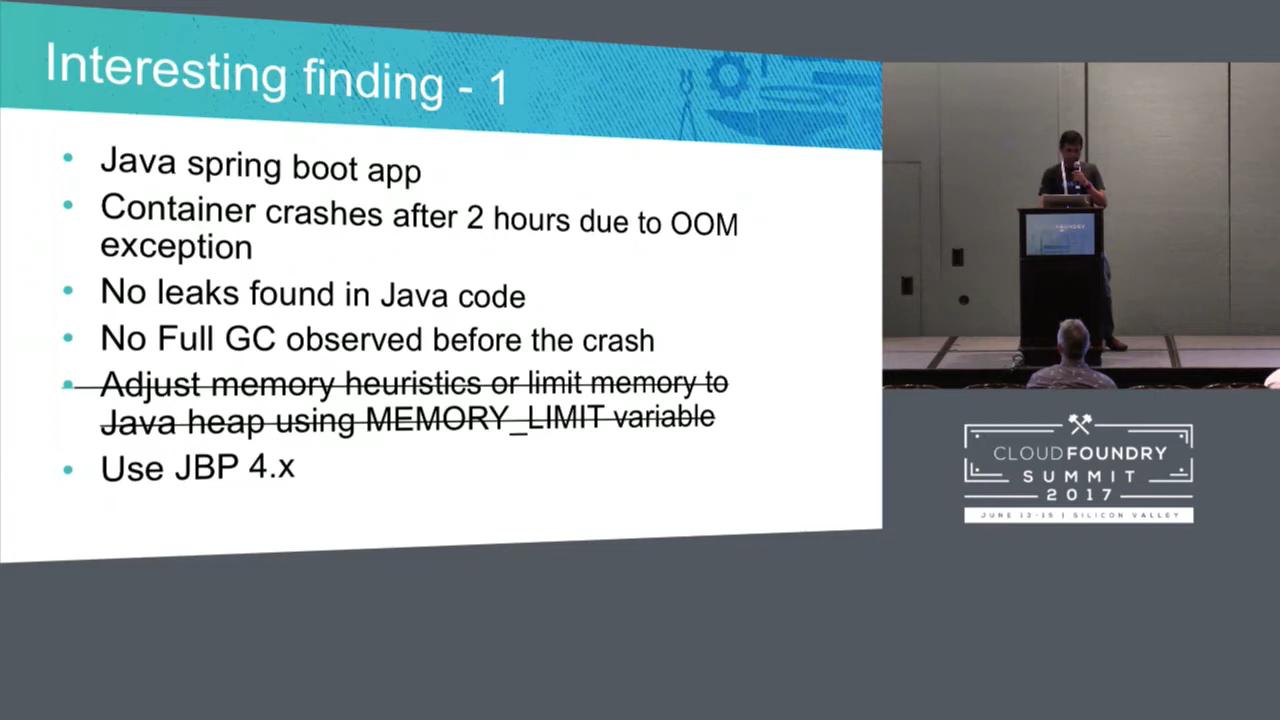 Interesting finding - 1
• Java spring boot app
• Container crashes after 2 hours due to OOM
exception
• No leaks found in Java code
• No Full GC observed before the crash
• Adjust memory heuristics or limit memory to
Java heap using MEMORY_LIMIT variable
• Use JBP 4.x
FOUNDRY
CLOUDFOUNDRY
SUMMIT
2017
JUNE 13-15 | SILICON VALLEY